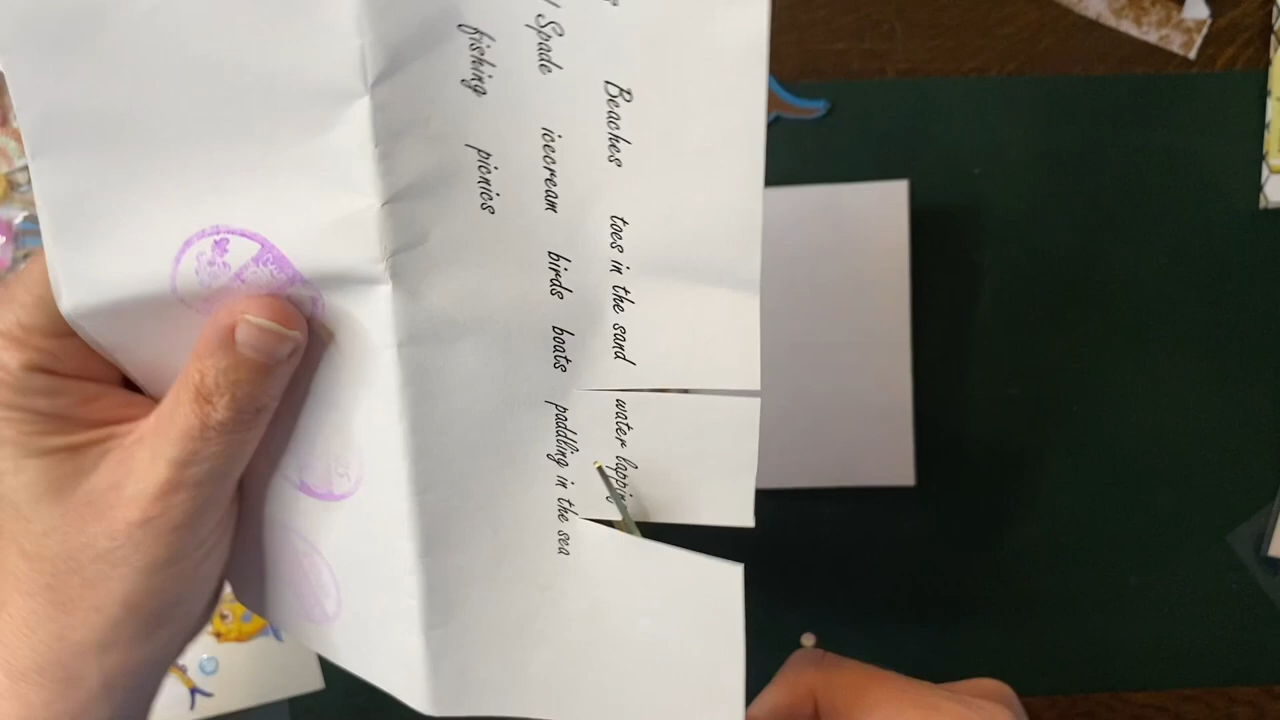 Beaches toes in the sand water
Spade icecream birds boats paddling in the sea
fishing picnics